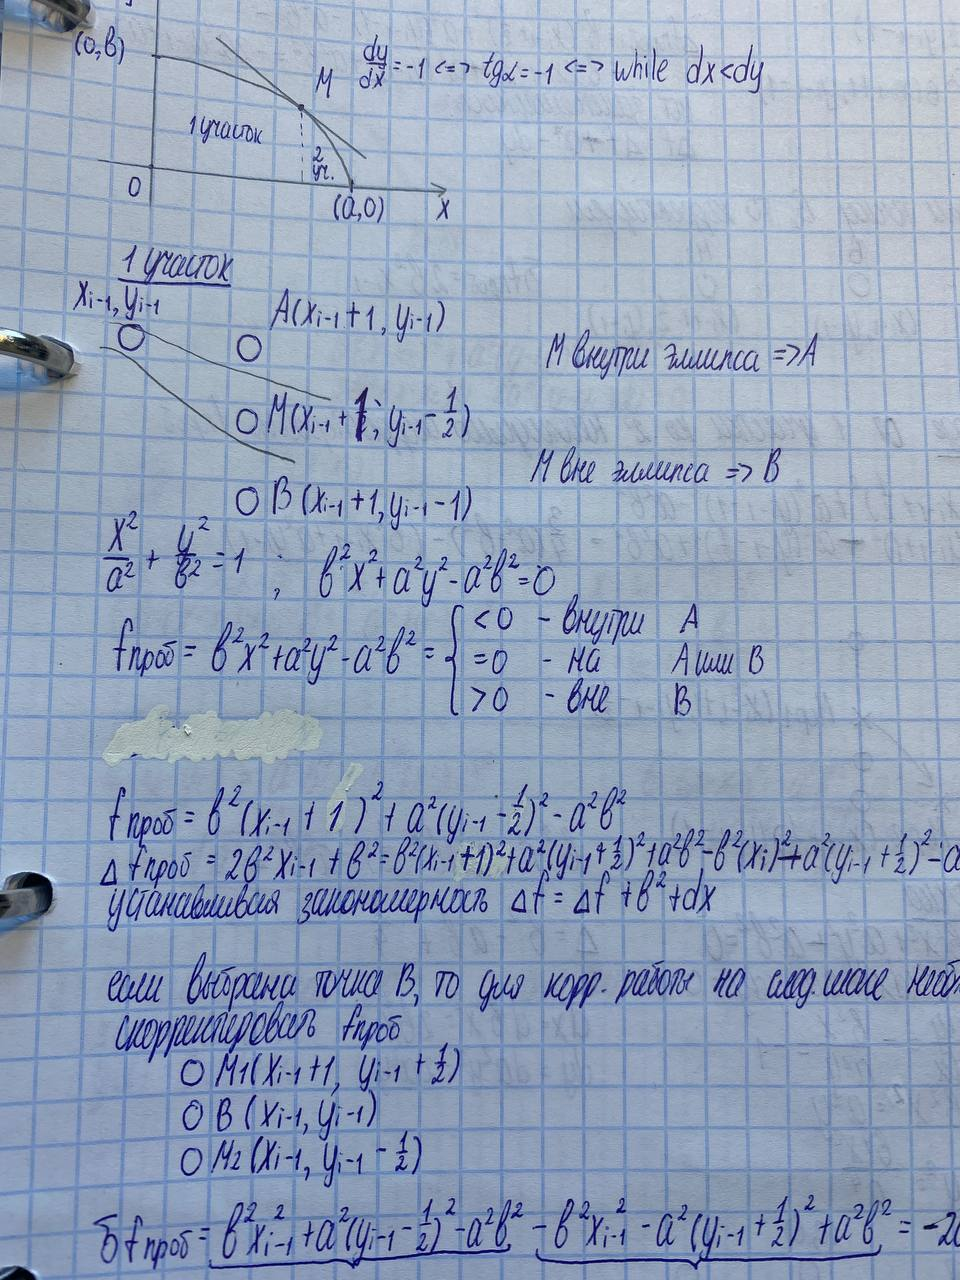 (0,b)
M
dy/dx = -1 <=> tgα = -1 <=> while dx<dy
1 участок
2 уч.
0
(a,0)
x
1 участок
xᵢ₋₁, yᵢ₋₁
A(xᵢ₋₁+1, yᵢ₋₁)
M внутри эллипса => A
M(xᵢ₋₁+1; yᵢ₋₁-1/2)
M вне эллипса => B
B(xᵢ₋₁+1, yᵢ₋₁-1)
x²/a² + y²/b² = 1 ; b²x²+a²y²-a²b²=0
fпроб = b²x²+a²y²-a²b² = {
<0 - внутри A
=0 - на A или B
>0 - вне B
fпроб = b²(xᵢ₋₁+1)²+a²(yᵢ₋₁-1/2)²-a²b²
Δfпроб = 2b²xᵢ₋₁+b²=b²(xᵢ₋₁+1)²+a²(yᵢ₋₁+1/2)²+a²b²-b²(xᵢ)²+a²(yᵢ₋₁+1/2)²-a
устанавливая закономерность Δf = Δf+b²+dx
если выбрана точка B, то для корр. работы на след. шаге необх
скорректировать fпроб
M₁(xᵢ₋₁+1, yᵢ₋₁+1/2)
B(xᵢ₋₁, yᵢ₋₁)
M₂(xᵢ₋₁, yᵢ₋₁-1/2)
δfпроб = b²xᵢ₋₁²+a²(yᵢ₋₁-1/2)²-a²b² - b²xᵢ₋₁²-a²(yᵢ₋₁+1/2)²+a²b² = -2a